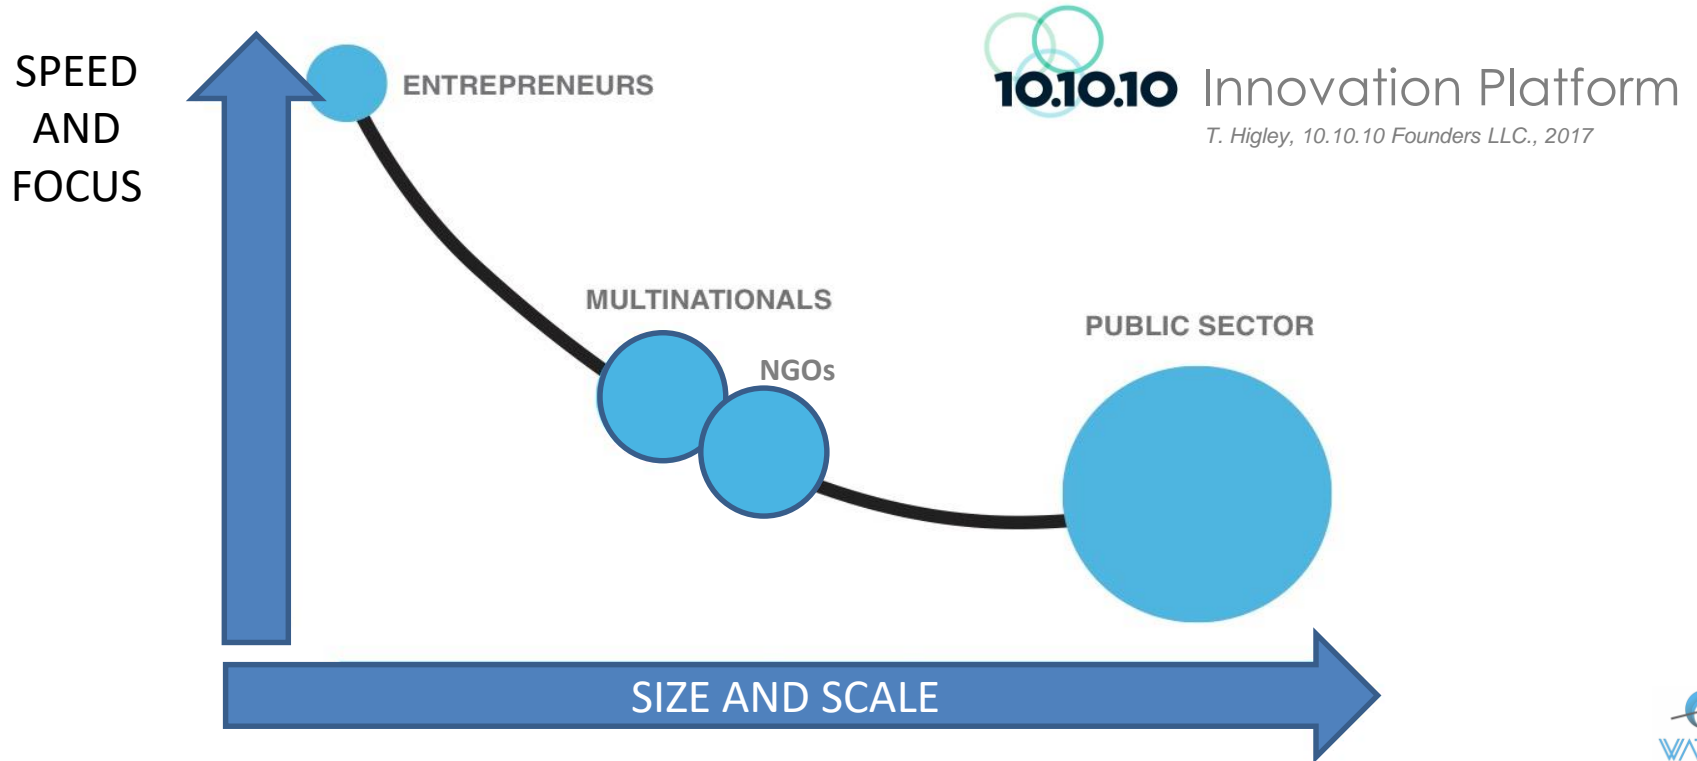 SPEED
AND
FOCUS
ENTREPRENEURS
10.10.10 Innovation Platform
T. Higley, 10.10.10 Founders LLC., 2017
MULTINATIONALS
NGOs
PUBLIC SECTOR
SIZE AND SCALE